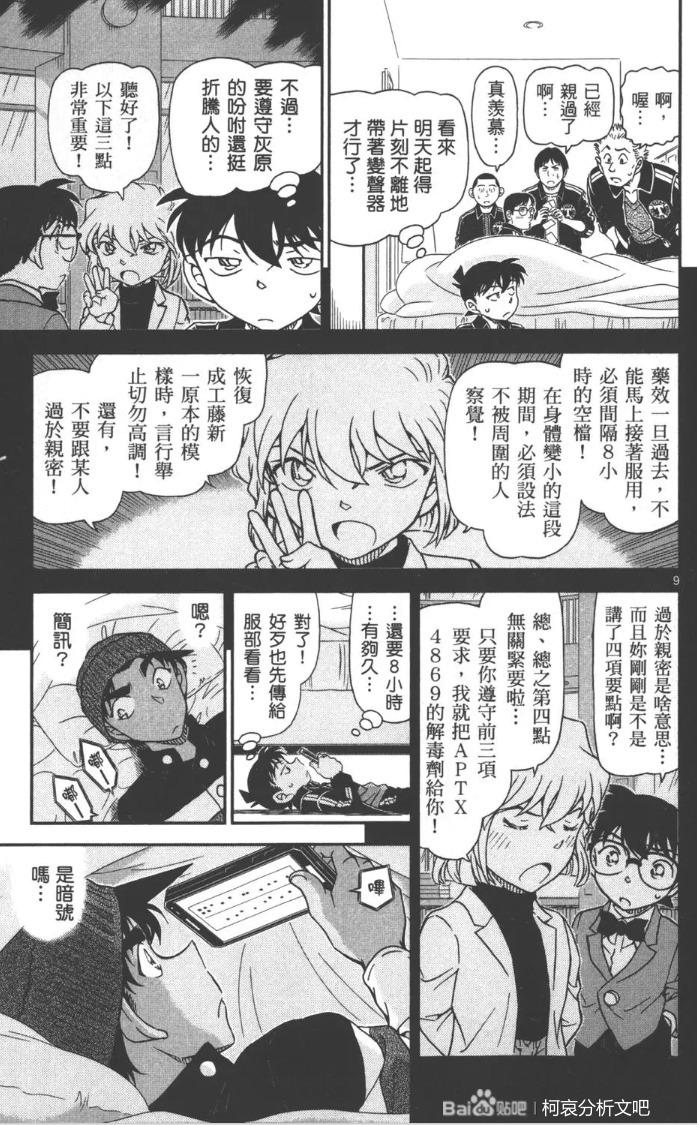 啊，
喔…
已經
親過了
啊…
真羨慕…
看來
明天起得
片刻不離地
帶著變聲器
才行了…
不過…
要遵守灰原
的吩咐還挺
折騰人的…
聽好了！
以下這三點
非常重要！
藥效一旦過去，不
能馬上接著服用，
必須間隔8小
時的空檔！
在身體變小的這段
期間，必須設法
不被周圍的人
察覺！
恢復
成工藤新
一原本的模
樣時，言行舉
止切勿高調！
還有，
不要跟某人
過於親密！
9
過於親密是啥意思…
而且妳剛剛是不是
講了四項要點啊？
總、總之第四點
無關緊要啦…
只要你遵守前三項
要求，我就把APTX
4869的解毒劑給你！
…還要8小時
…有夠久…
對了！
好歹也先傳給
服部看看…
嗯？
簡訊？
嗶
是暗號
嗎…
Bai 贴吧 | 柯哀分析文吧